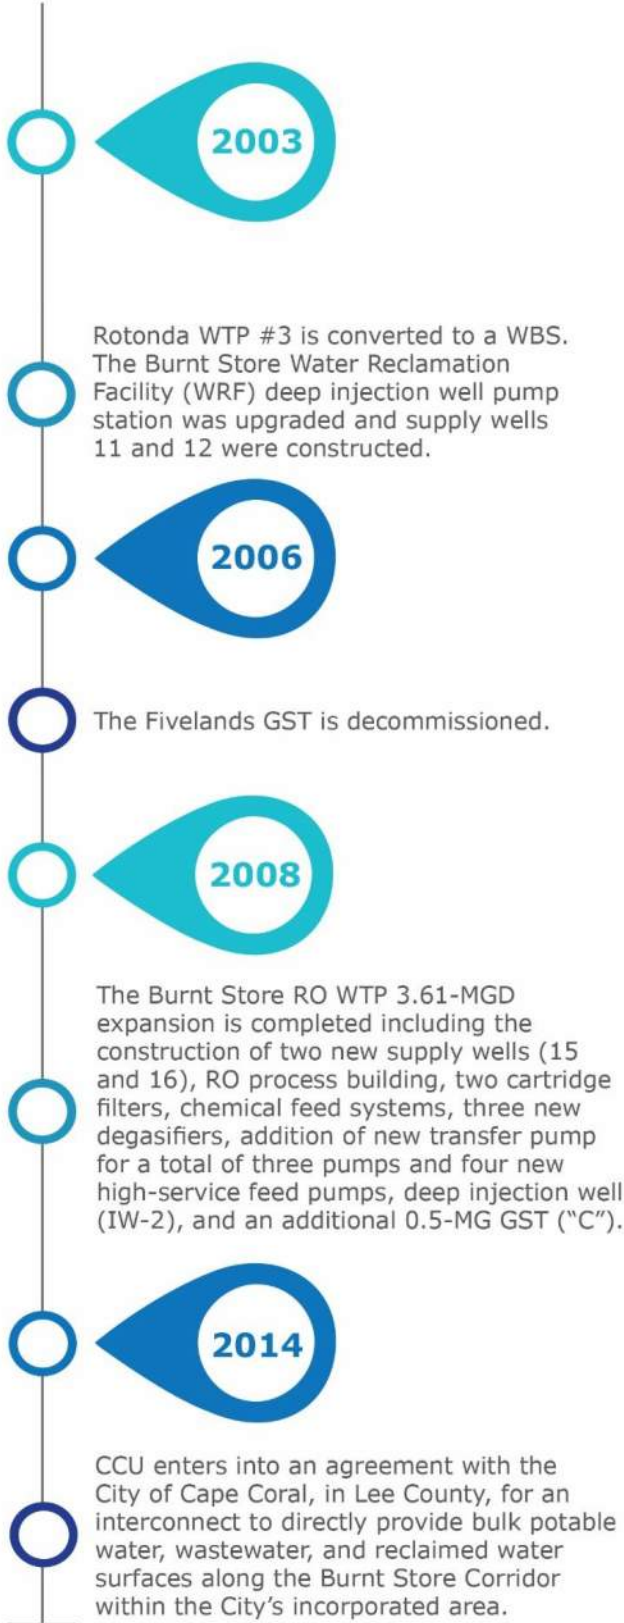 2003
Rotonda WTP #3 is converted to a WBS.
The Burnt Store Water Reclamation
Facility (WRF) deep injection well pump
station was upgraded and supply wells
11 and 12 were constructed.
2006
The Fivelands GST is decommissioned.
2008
The Burnt Store RO WTP 3.61-MGD
expansion is completed including the
construction of two new supply wells (15
and 16), RO process building, two cartridge
filters, chemical feed systems, three new
degasifiers, addition of new transfer pump
for a total of three pumps and four new
high-service feed pumps, deep injection well
(IW-2), and an additional 0.5-MG GST (“C”).
2014
CCU enters into an agreement with the
City of Cape Coral, in Lee County, for an
interconnect to directly provide bulk potable
water, wastewater, and reclaimed water
surfaces along the Burnt Store Corridor
within the City’s incorporated area.